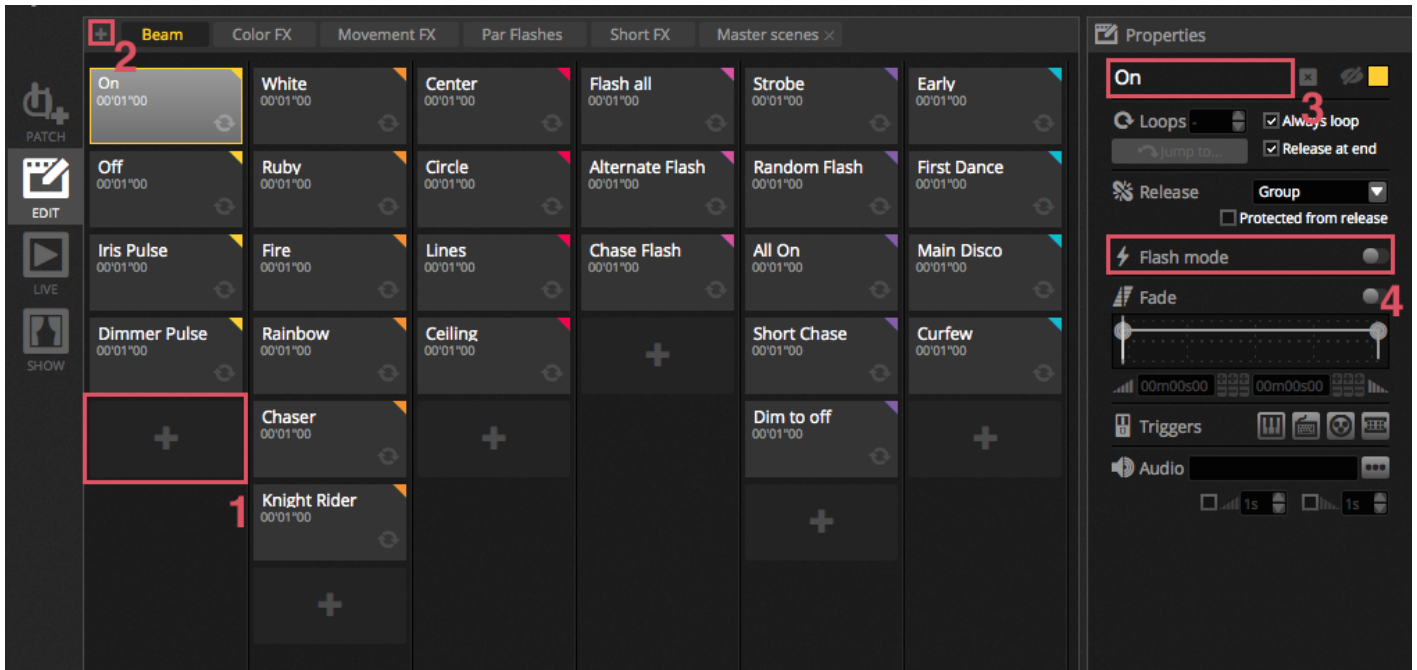 Beam Color FX Movement FX Par Flashes Short FX Master scenes ×
2
PATCH
EDIT
LIVE
SHOW
On
00'01"00
White
00'01"00
Center
00'01"00
Flash all
00'01"00
Strobe
00'01"00
Early
00'01"00
Off
00'01"00
Ruby
00'01"00
Circle
00'01"00
Alternate Flash
00'01"00
Random Flash
00'01"00
First Dance
00'01"00
Iris Pulse
00'01"00
Fire
00'01"00
Lines
00'01"00
Chase Flash
00'01"00
All On
00'01"00
Main Disco
00'01"00
Dimmer Pulse
00'01"00
Rainbow
00'01"00
Ceiling
00'01"00
Short Chase
00'01"00
Curfew
00'01"00
Chaser
00'01"00
Dim to off
00'01"00
1
Knight Rider
00'01"00
Properties
On
3
Loops - Always loop
Jump to... Release at end
Release Group
Protected from release
Flash mode
4
Fade
00m00s00 00m00s00
Triggers
Audio
1s 1s